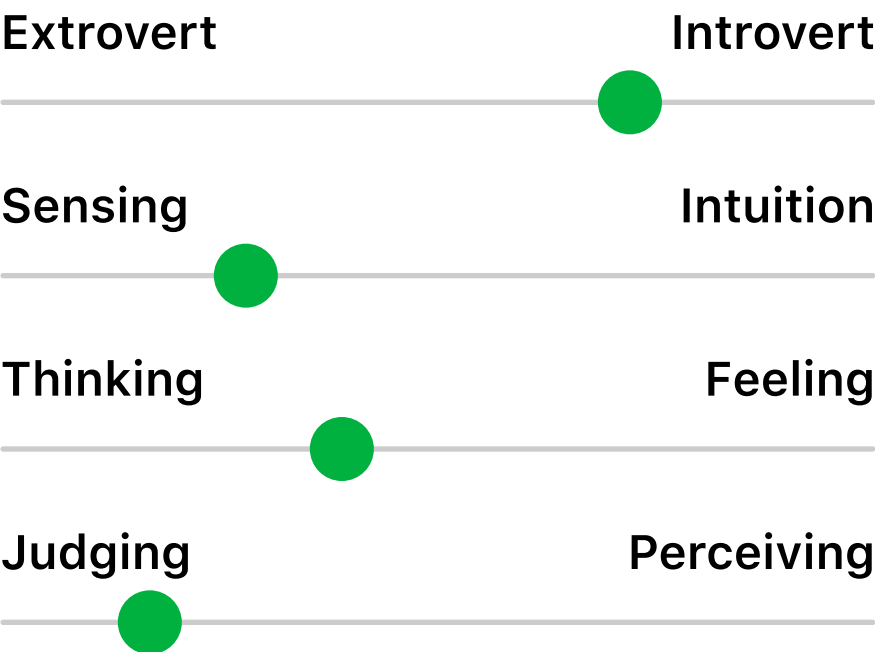 Extrovert Introvert
Sensing Intuition
Thinking Feeling
Judging Perceiving